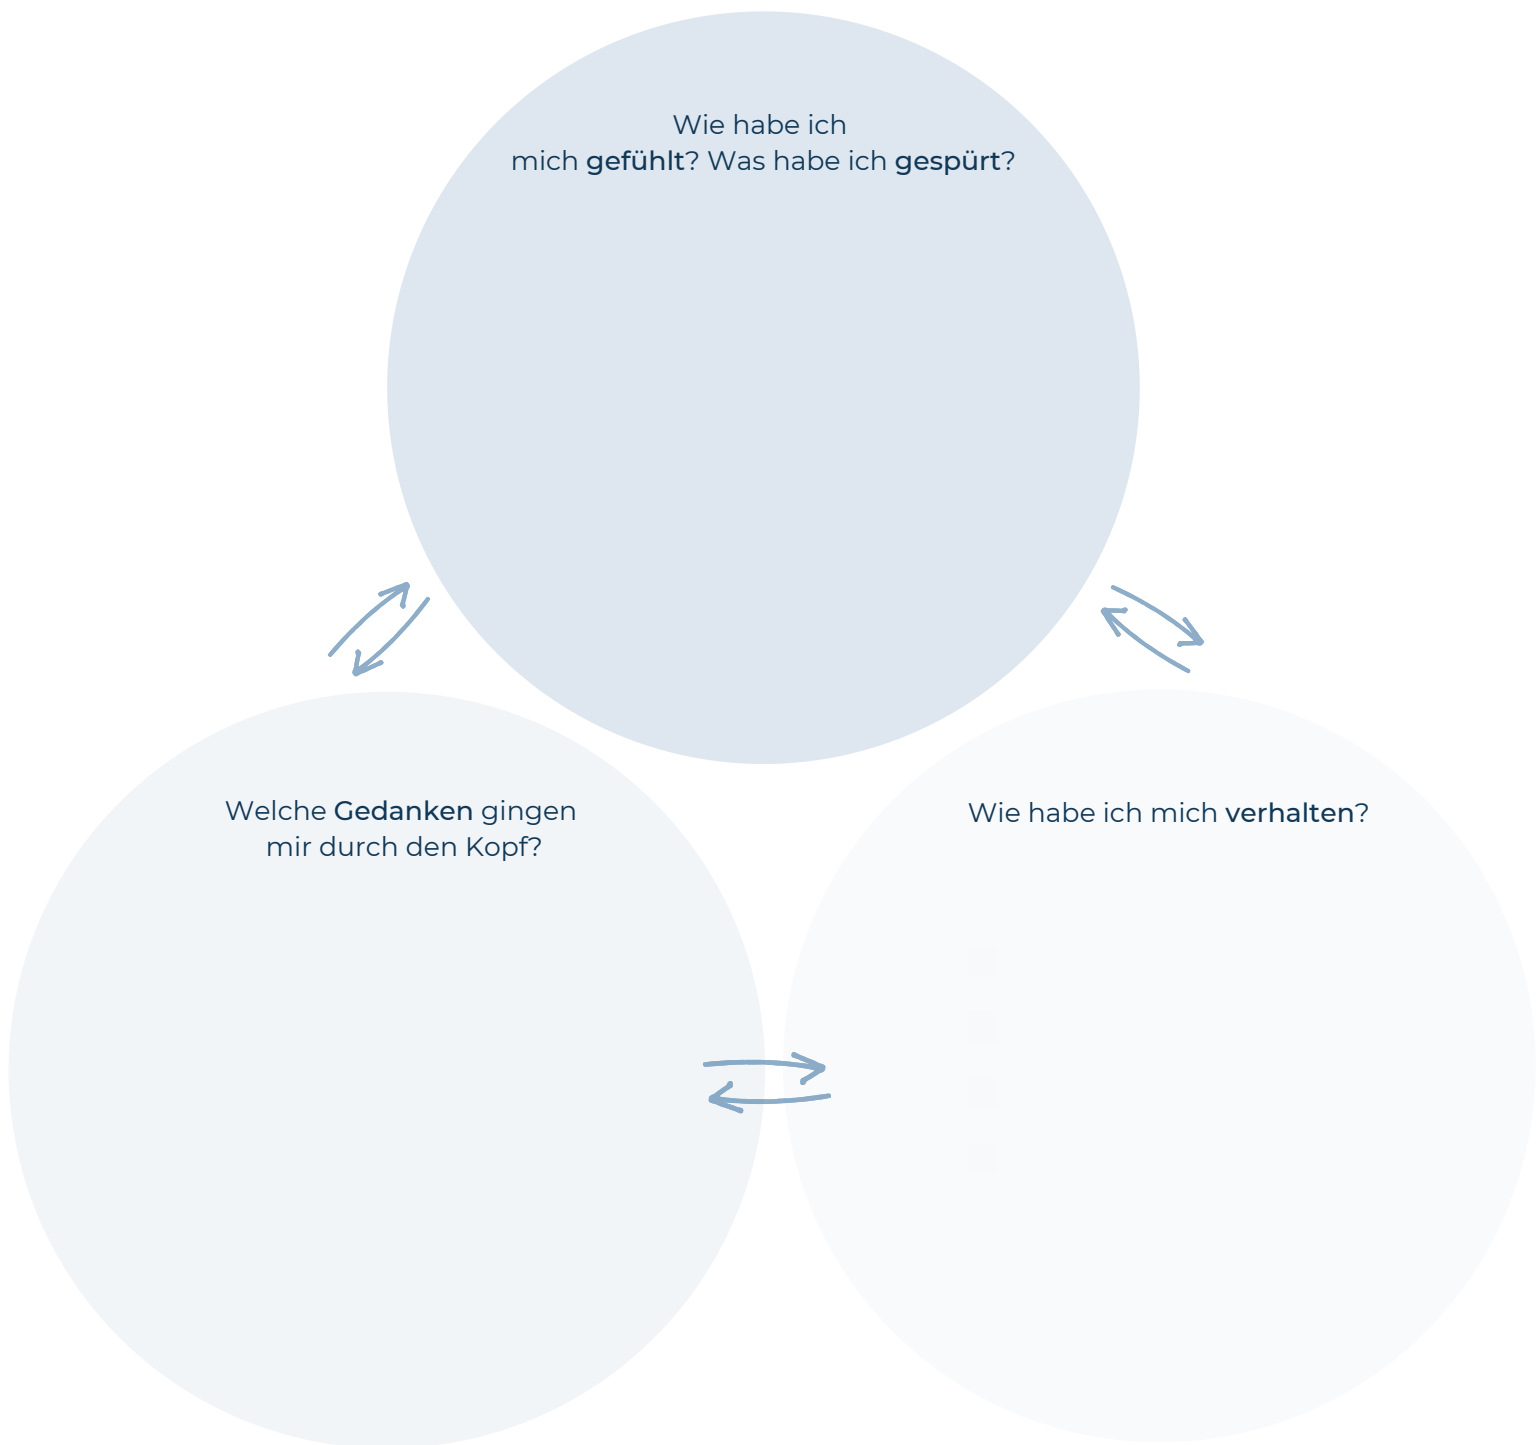 Wie habe ich
mich gefühlt? Was habe ich gespürt?
Welche Gedanken gingen
mir durch den Kopf?
Wie habe ich mich verhalten?